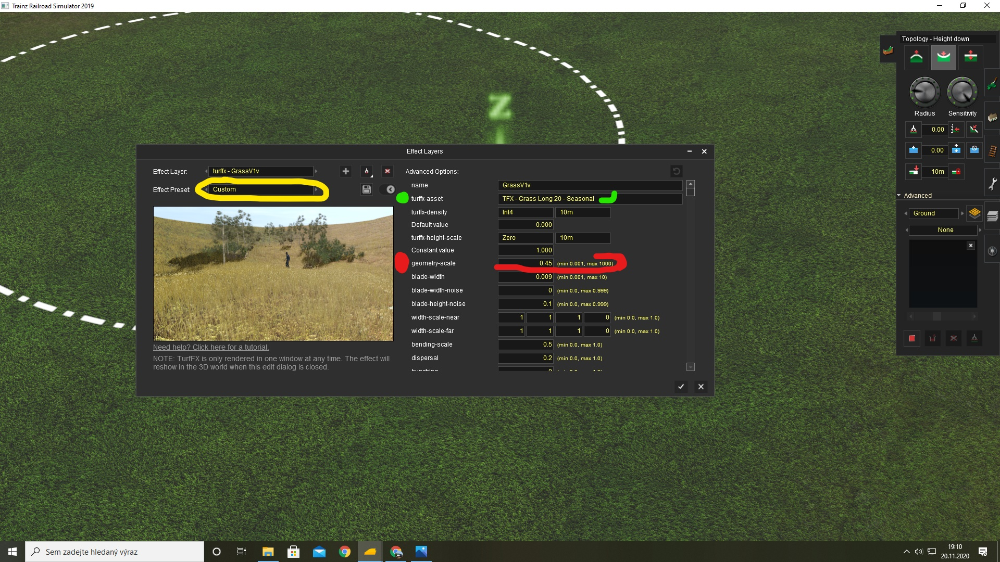 Trainz Railroad Simulator 2019
Topology - Height down
Radius
Sensitivity
0.00
0.00
10m
Advanced
Ground
None
Z
Effect Layers
Effect Layer:
turffx - GrassV1v
Effect Preset:
Custom
Need help? Click here for a tutorial.
NOTE: TurfFX is only rendered in one window at any time. The effect will
reshow in the 3D world when this edit dialog is closed.
Advanced Options:
name GrassV1v
turffx-asset TFX - Grass Long 20 - Seasonal
turffx-density Int4 10m
Default value 0.000
turffx-height-scale Zero 10m
Constant value 1.000
geometry-scale 0.45 (min 0.001, max 1000)
blade-width 0.009 (min 0.001, max 10)
blade-width-noise 0 (min 0.0, max 0.999)
blade-height-noise 0.1 (min 0.0, max 0.999)
width-scale-near 1 1 1 0 (min 0.0, max 1.0)
width-scale-far 1 1 1 0 (min 0.0, max 1.0)
bending-scale 0.5 (min 0.0, max 1.0)
dispersal 0.2 (min 0.0, max 1.0)
Sem zadejte hledaný výraz
19:10
20.11.2020